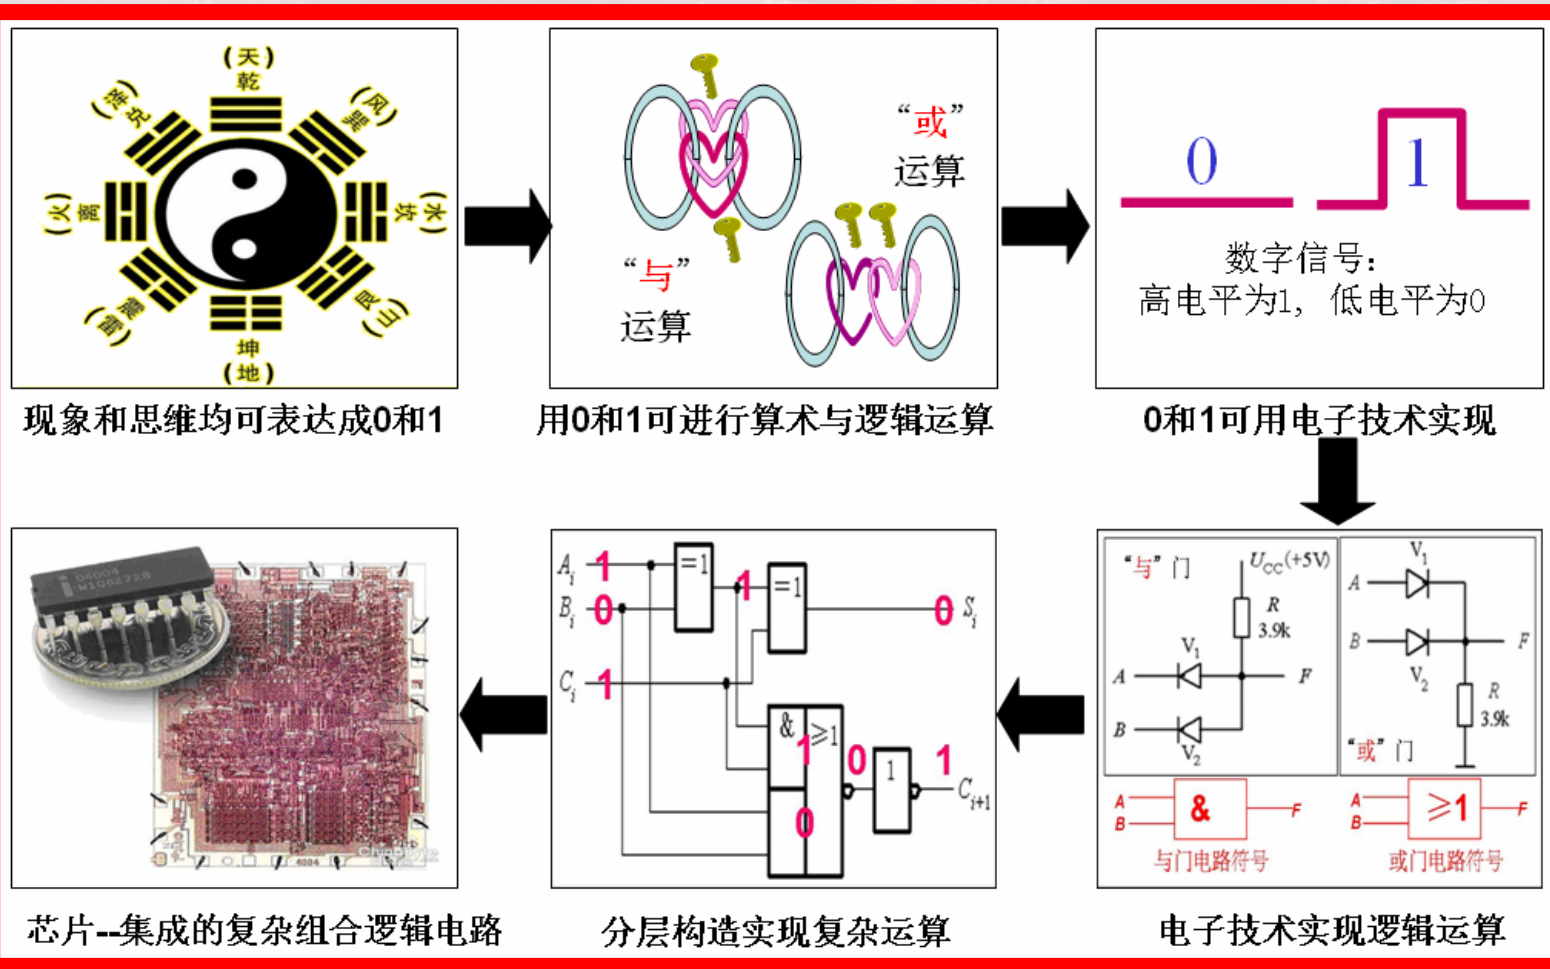 (天)
乾
(泽)
兑
(风)
巽
(火)
离
(水)
坎
(雷)
震
(山)
艮
坤
(地)
现象和思维均可表达成0和1
“或”
运算
“与”
运算
用0和1可进行算术与逻辑运算
0
1
数字信号:
高电平为1, 低电平为0
0和1可用电子技术实现
i D4004
W1088272B
4004
芯片--集成的复杂组合逻辑电路
Ai 1
=1
1
=1
Bi 0
0 Si
Ci 1
&
≥1
1
0
1
1
Ci+1
0
分层构造实现复杂运算
“与”门
UCC(+5V)
R
3.9k
V1
A
F
B
V2
V1
A
B
F
V2
R
3.9k
“或”门
A
B
&
F
与门电路符号
A
B
≥1
F
或门电路符号
电子技术实现逻辑运算